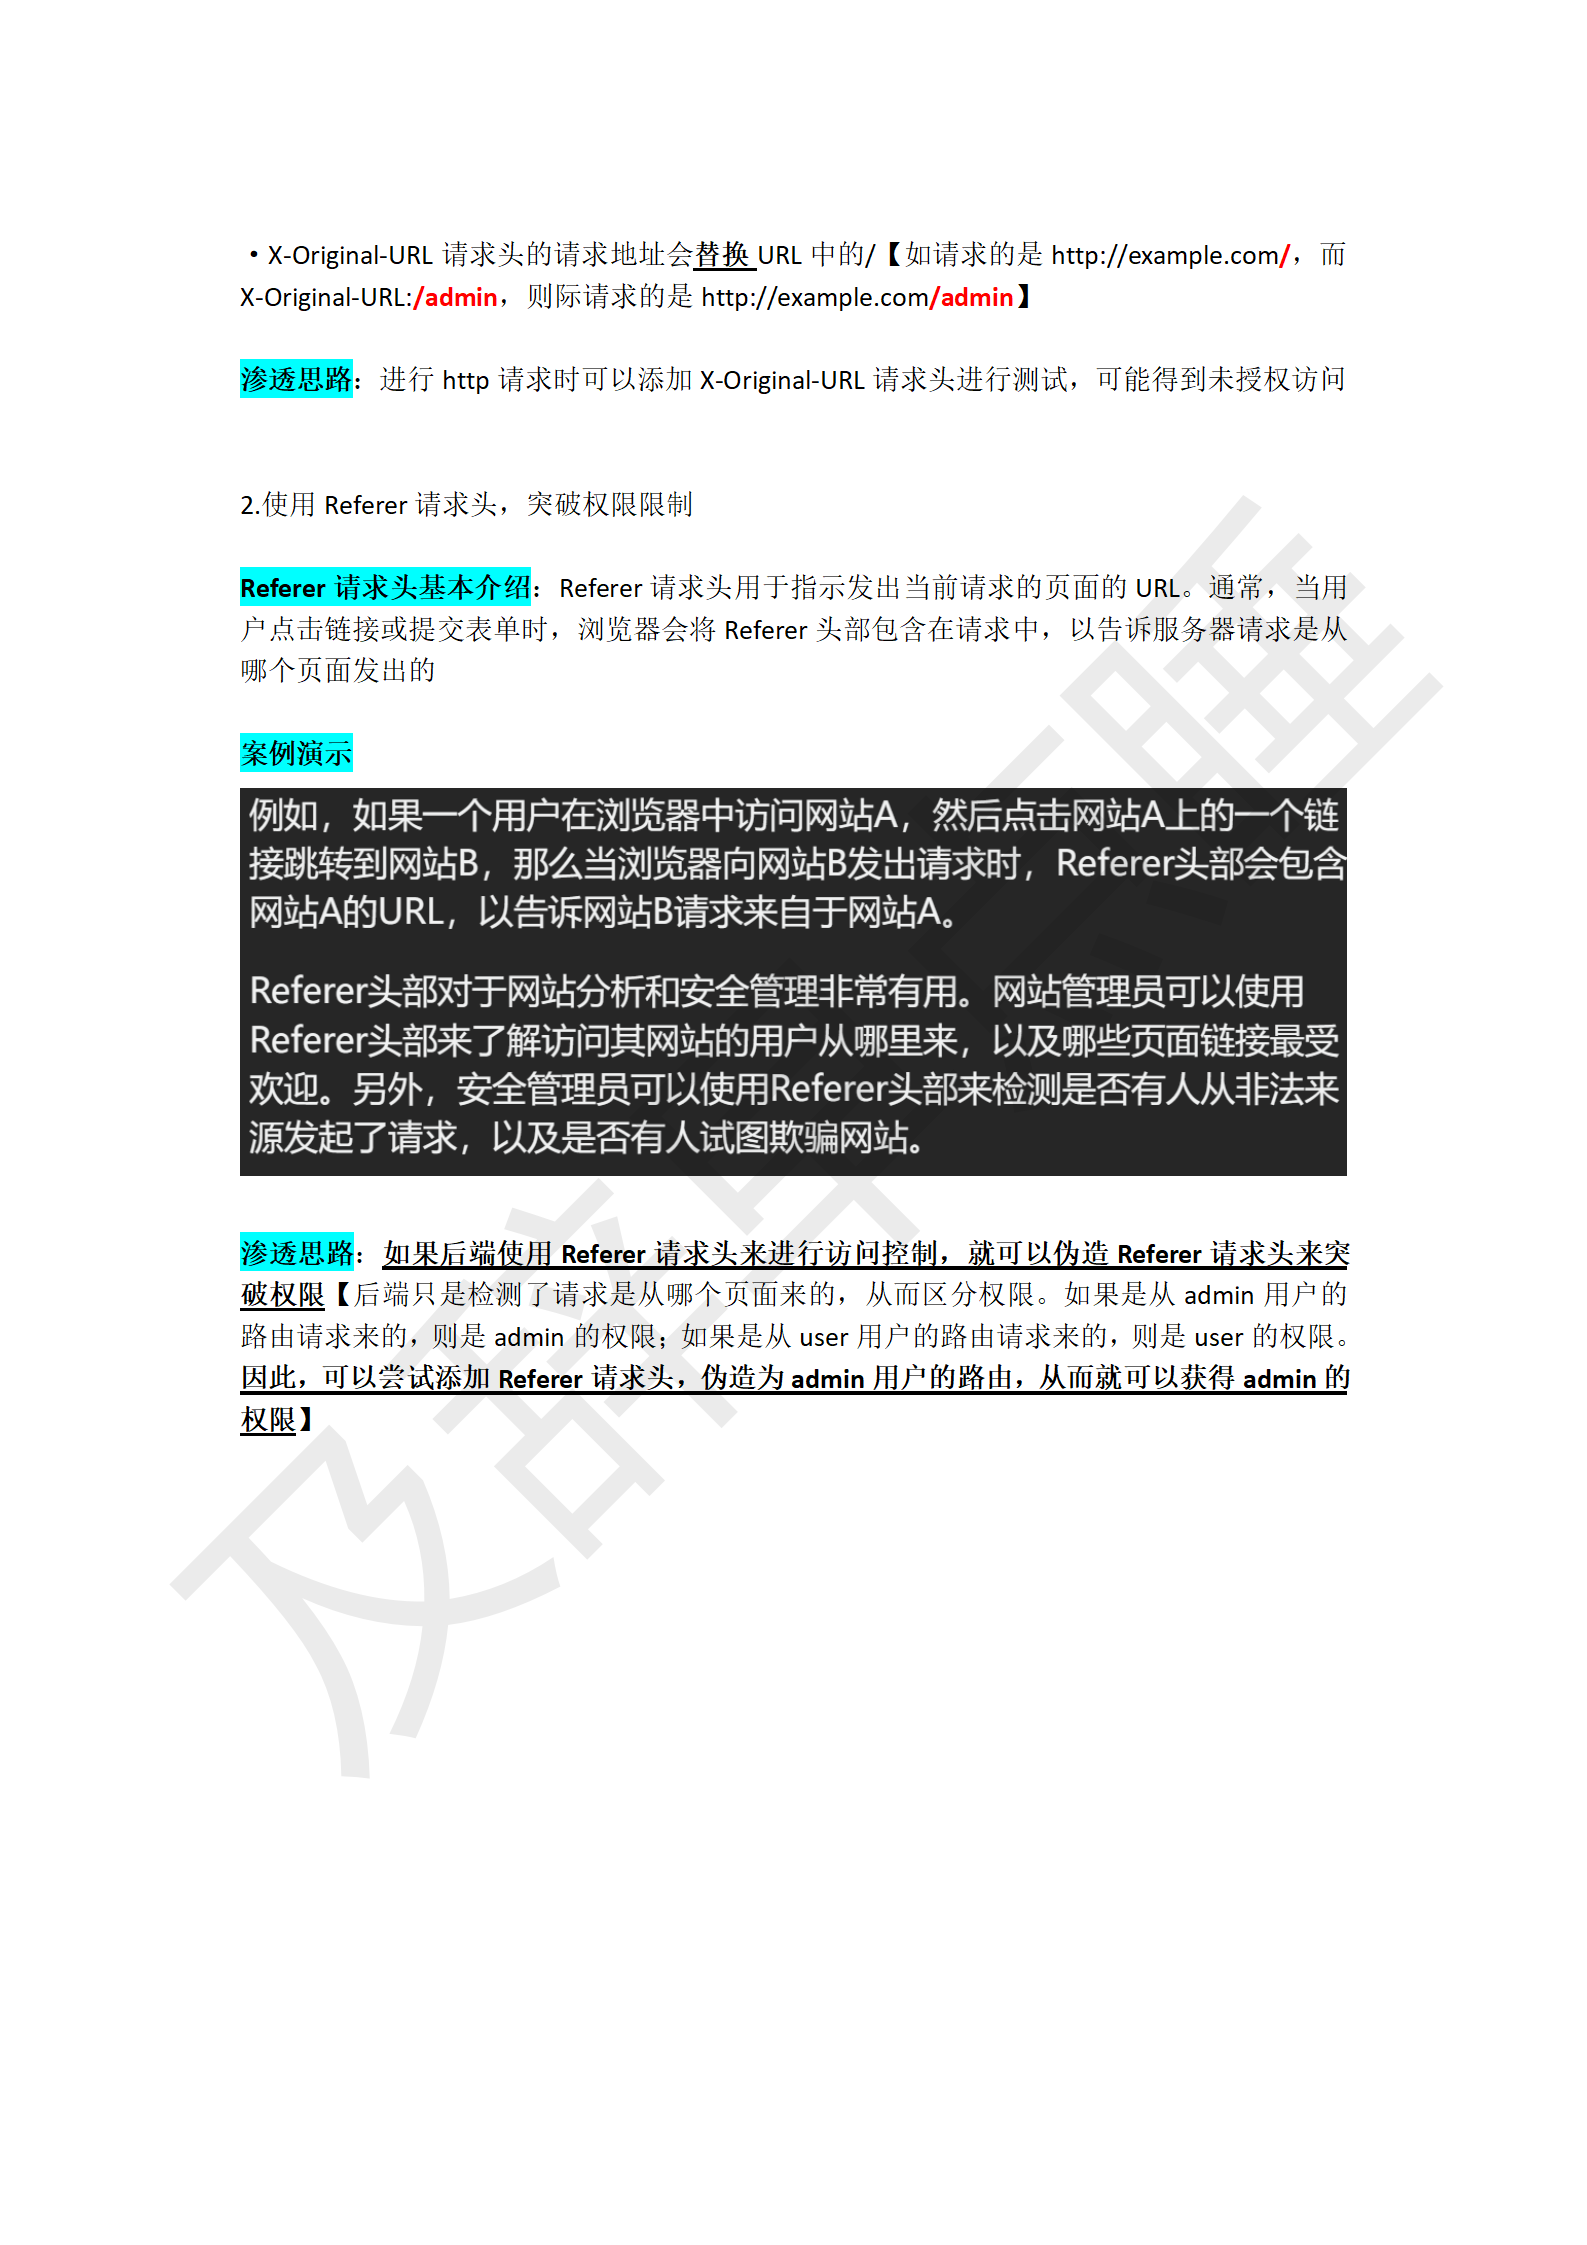 ·X-Original-URL 请求头的请求地址会替换 URL 中的/【如请求的是 http://example.com/，而
X-Original-URL:/admin，则际请求的是 http://example.com/admin】
渗透思路：进行 http 请求时可以添加 X-Original-URL 请求头进行测试，可能得到未授权访问
2.使用 Referer 请求头，突破权限限制
Referer 请求头基本介绍：Referer 请求头用于指示发出当前请求的页面的 URL。通常，当用
户点击链接或提交表单时，浏览器会将 Referer 头部包含在请求中，以告诉服务器请求是从
哪个页面发出的
案例演示
例如，如果一个用户在浏览器中访问网站A，然后点击网站A上的一个链
接跳转到网站B，那么当浏览器向网站B发出请求时，Referer头部会包含
网站A的URL，以告诉网站B请求来自于网站A。
Referer头部对于网站分析和安全管理非常有用。网站管理员可以使用
Referer头部来了解访问其网站的用户从哪里来，以及哪些页面链接最受
欢迎。另外，安全管理员可以使用Referer头部来检测是否有人从非法来
源发起了请求，以及是否有人试图欺骗网站。
渗透思路：如果后端使用 Referer 请求头来进行访问控制，就可以伪造 Referer 请求头来突
破权限【后端只是检测了请求是从哪个页面来的，从而区分权限。如果是从 admin 用户的
路由请求来的，则是 admin 的权限；如果是从 user 用户的路由请求来的，则是 user 的权限。
因此，可以尝试添加 Referer 请求头，伪造为 admin 用户的路由，从而就可以获得 admin 的
权限】